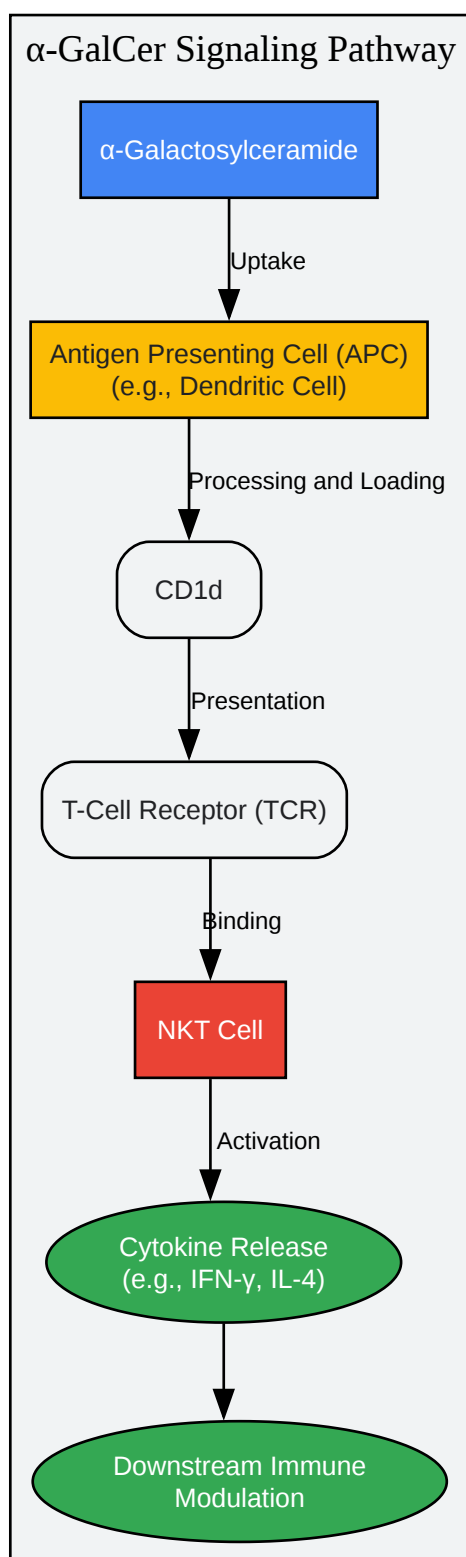 α-GalCer Signaling Pathway
α-Galactosylceramide
Uptake
Antigen Presenting Cell (APC)
(e.g., Dendritic Cell)
Processing and Loading
CD1d
Presentation
T-Cell Receptor (TCR)
Binding
NKT Cell
Activation
Cytokine Release
(e.g., IFN-γ, IL-4)
Downstream Immune
Modulation